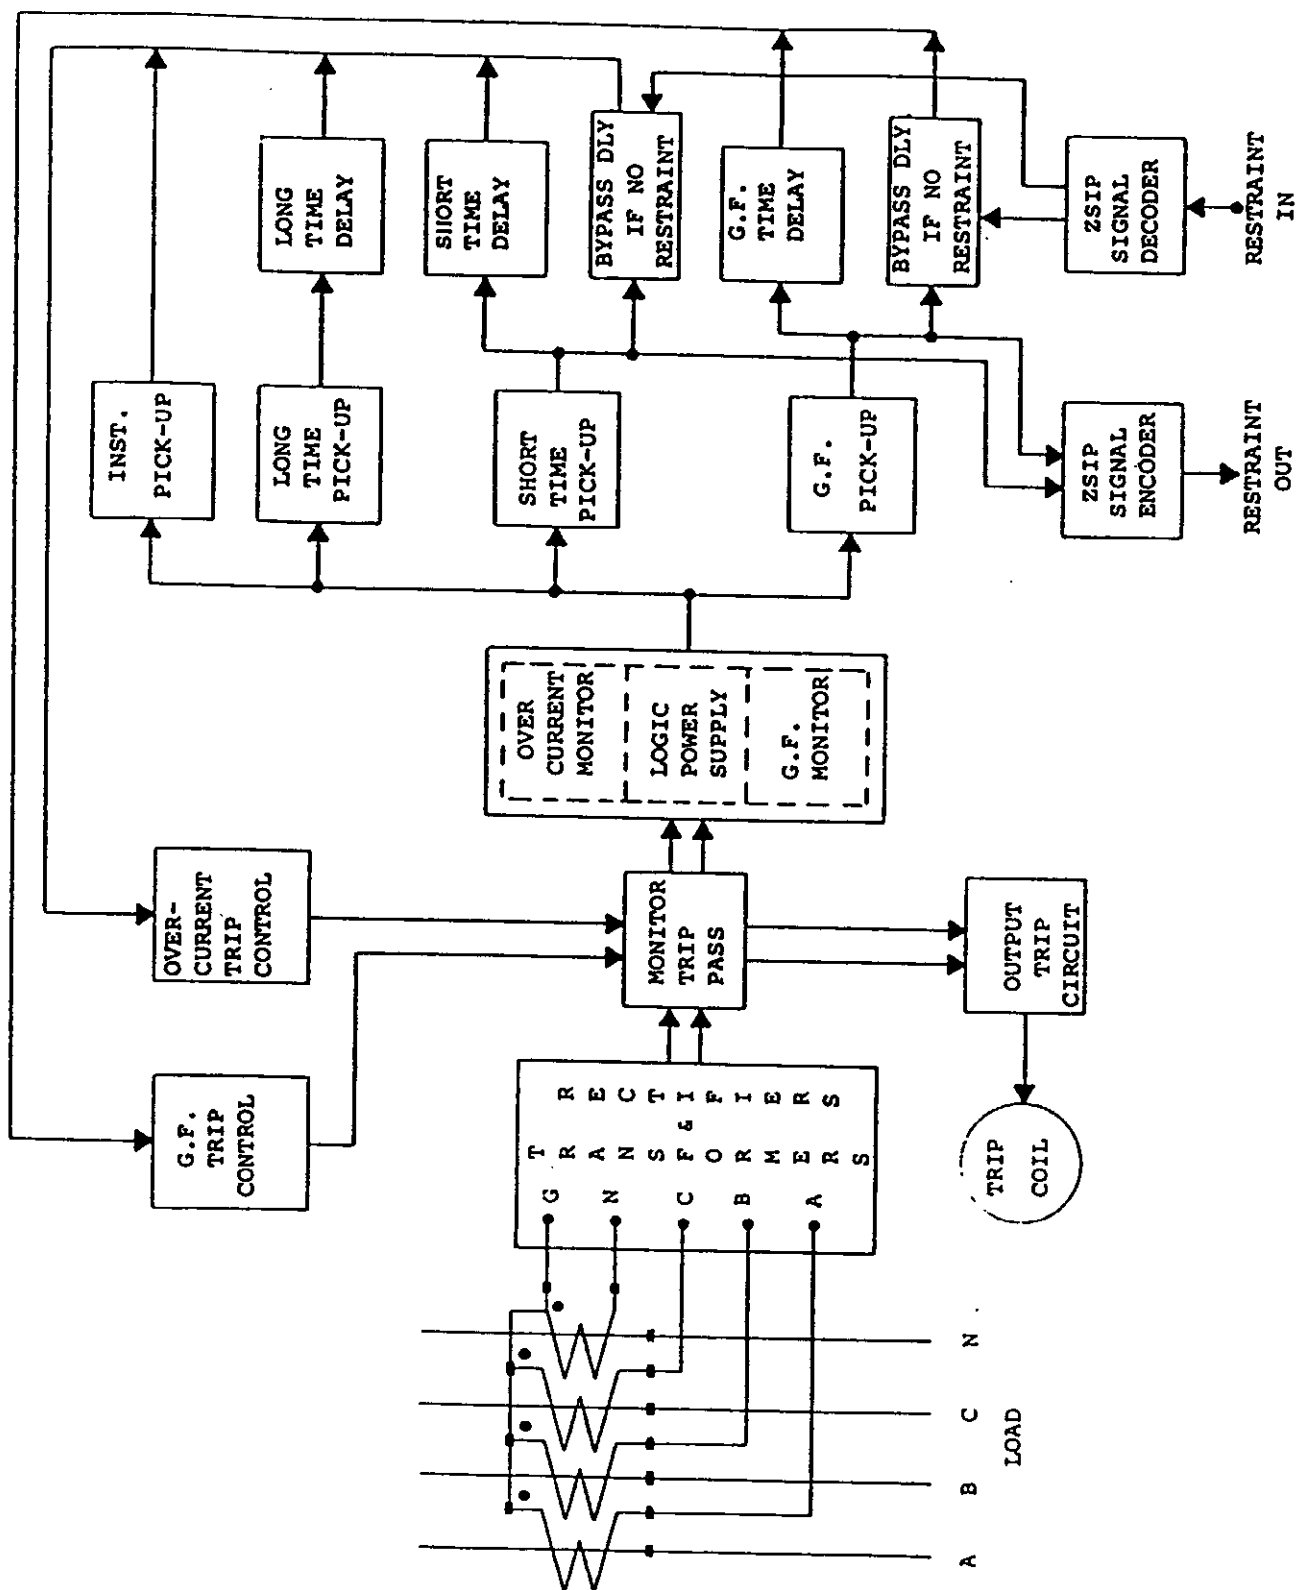 INST.
PICK-UP
LONG
TIME
DELAY
LONG
TIME
PICK-UP
SHORT
TIME
DELAY
SHORT
TIME
PICK-UP
BYPASS DLY
IF NO
RESTRAINT
G.F.
TIME
DELAY
G.F.
PICK-UP
BYPASS DLY
IF NO
RESTRAINT
ZSIP
SIGNAL
DECODER
RESTRAINT
IN
ZSIP
SIGNAL
ENCODER
RESTRAINT
OUT
OVER
CURRENT
MONITOR
LOGIC
POWER
SUPPLY
G.F.
MONITOR
OVER-
CURRENT
TRIP
CONTROL
G.F.
TRIP
CONTROL
MONITOR
TRIP
PASS
OUTPUT
TRIP
CIRCUIT
TRIP
COIL
TRANSFORMERS
&
RECTIFIERS
G
N
C
B
A
N
C
B
A
LOAD